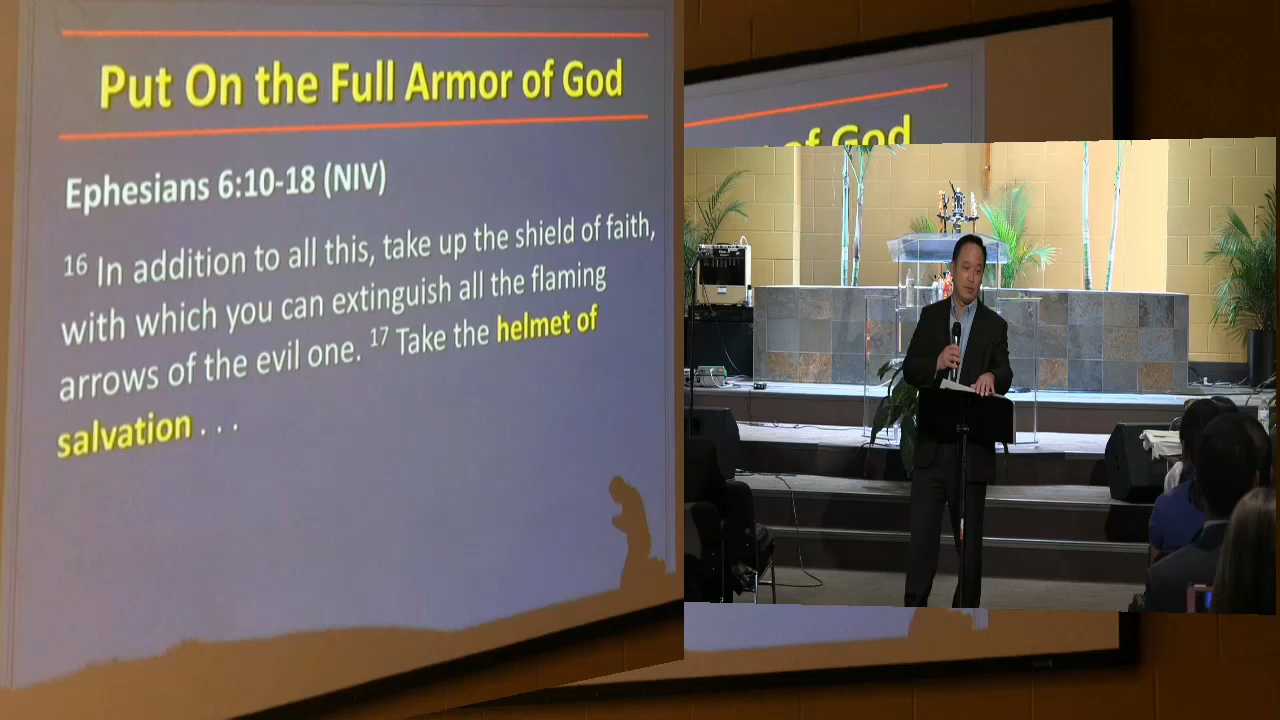 Put On the Full Armor of God
Ephesians 6:10-18 (NIV)
16 In addition to all this, take up the shield of faith,
with which you can extinguish all the flaming
arrows of the evil one. 17 Take the helmet of
salvation . . .
of God